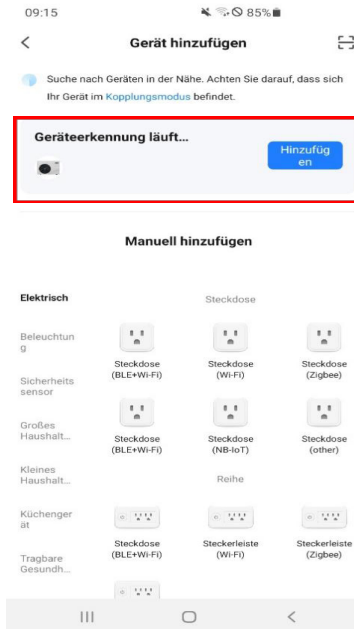 09:15 85%
Gerät hinzufügen
Suche nach Geräten in der Nähe. Achten Sie darauf, dass sich
Ihr Gerät im Kopplungsmodus befindet.
Geräteerkennung läuft...
Hinzufüg
en
Manuell hinzufügen
Elektrisch
Beleuchtun
g
Sicherheits
sensor
Großes
Haushalt...
Kleines
Haushalt...
Küchenger
ät
Tragbare
Gesundh...
Steckdose
Steckdose
(BLE+Wi-Fi)
Steckdose
(Wi-Fi)
Steckdose
(Zigbee)
Steckdose
(BLE+Wi-Fi)
Steckdose
(NB-IoT)
Steckdose
(other)
Reihe
Steckdose
(BLE+Wi-Fi)
Steckerleiste
(Wi-Fi)
Steckerleiste
(Zigbee)